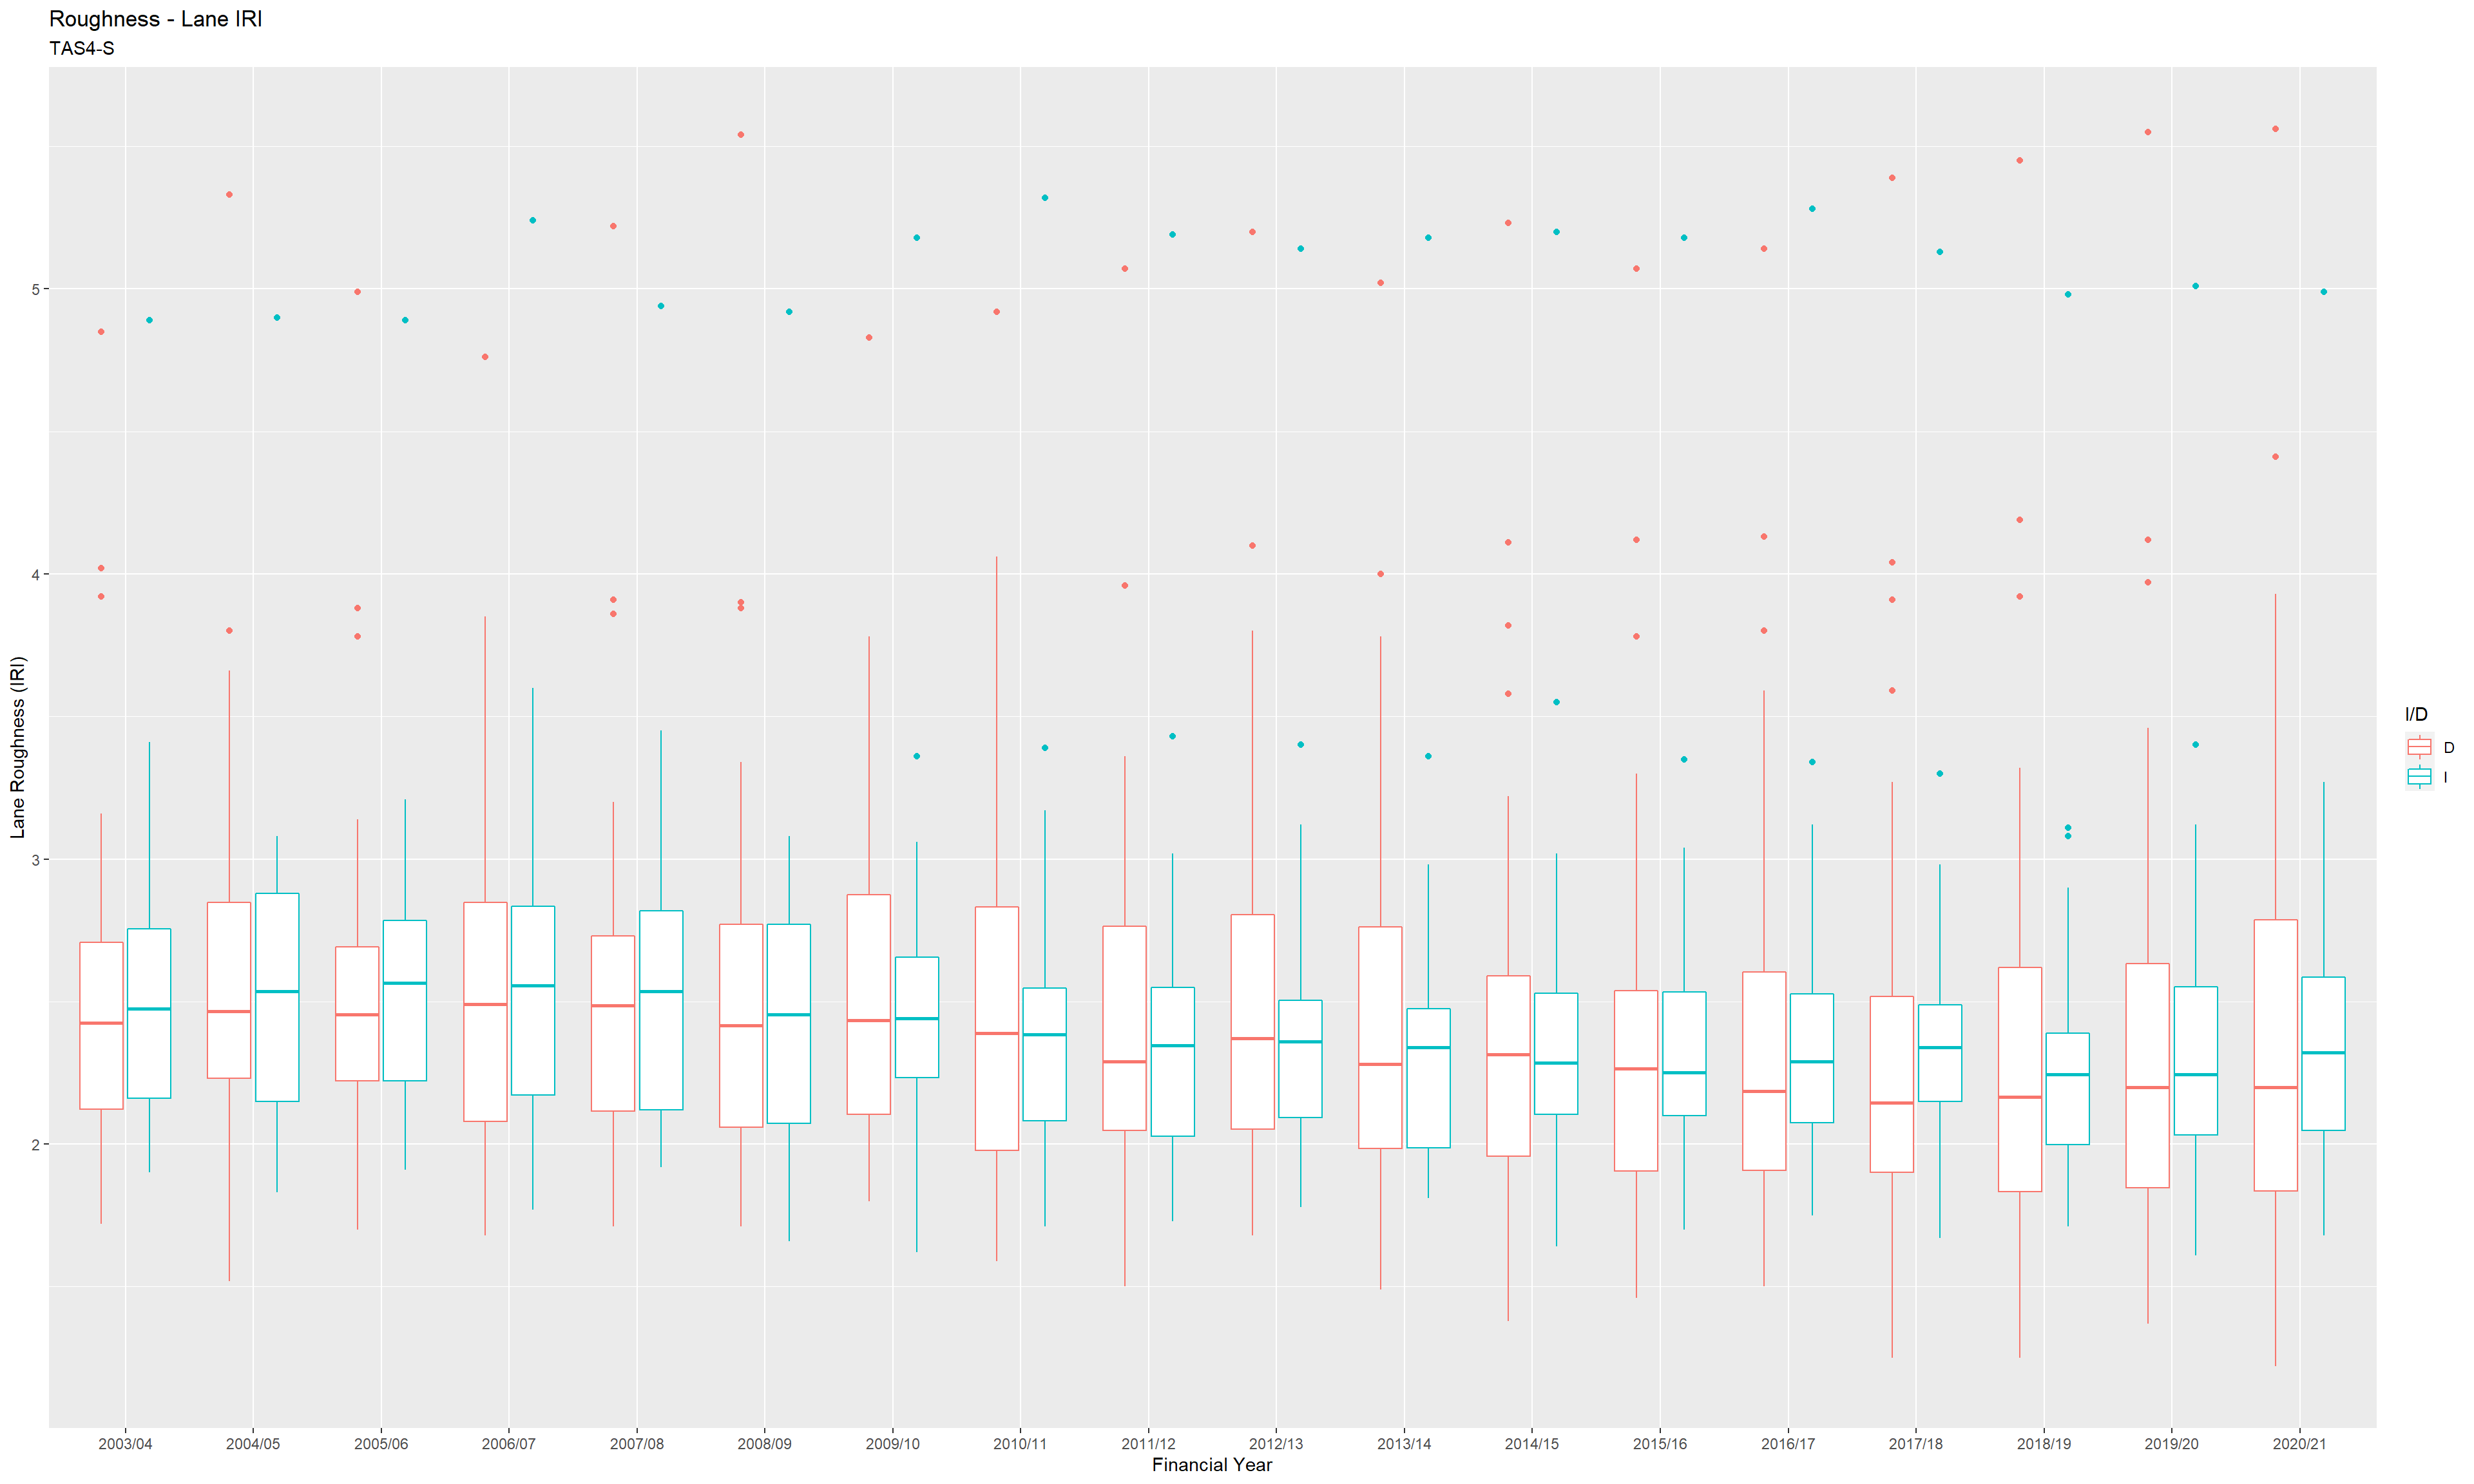 Roughness - Lane IRI
TAS4-S
Lane Roughness (IRI)
5
4
3
2
2003/04 2004/05 2005/06 2006/07 2007/08 2008/09 2009/10 2010/11 2011/12 2012/13 2013/14 2014/15 2015/16 2016/17 2017/18 2018/19 2019/20 2020/21
Financial Year
I/D
D
I